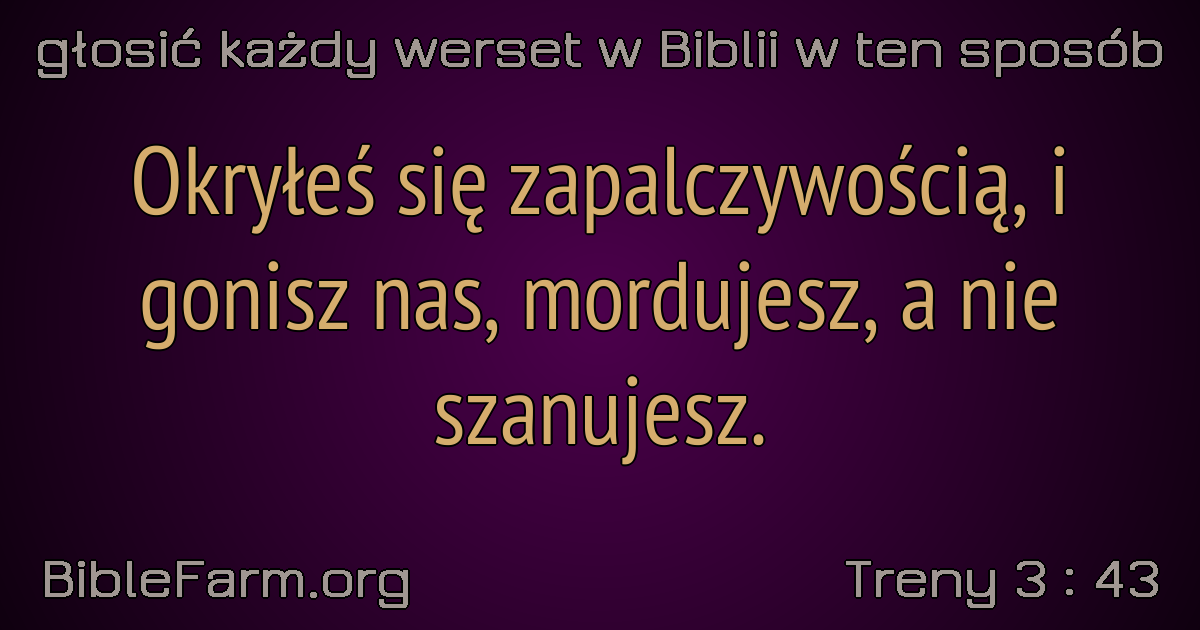 głosić każdy werset w Biblii w ten sposób
Okryłeś się zapalczywością, i
gonisz nas, mordujesz, a nie
szanujesz.
BibleFarm.org
Treny 3 : 43